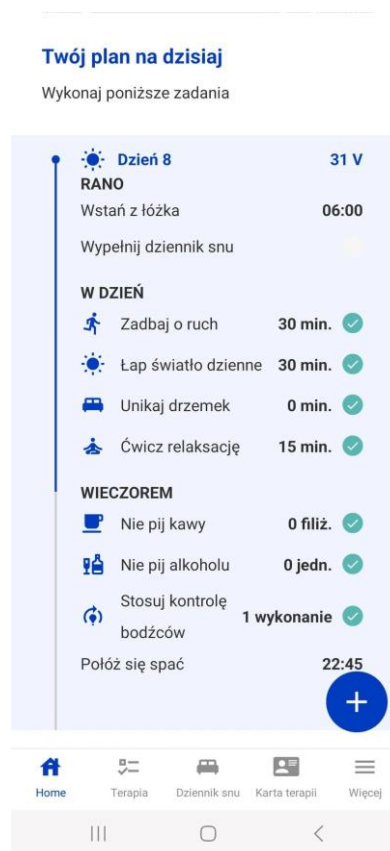 Twój plan na dzisiaj
Wykonaj poniższe zadania
Dzień 8 31 V
RANO
Wstań z łóżka 06:00
Wypełnij dziennik snu
W DZIEŃ
Zadbaj o ruch 30 min.
Łap światło dzienne 30 min.
Unikaj drzemek 0 min.
Ćwicz relaksację 15 min.
WIECZOREM
Nie pij kawy 0 filiż.
Nie pij alkoholu 0 jedn.
Stosuj kontrolę
bodźców 1 wykonanie
Połóż się spać 22:45
Home Terapia Dziennik snu Karta terapii Więcej